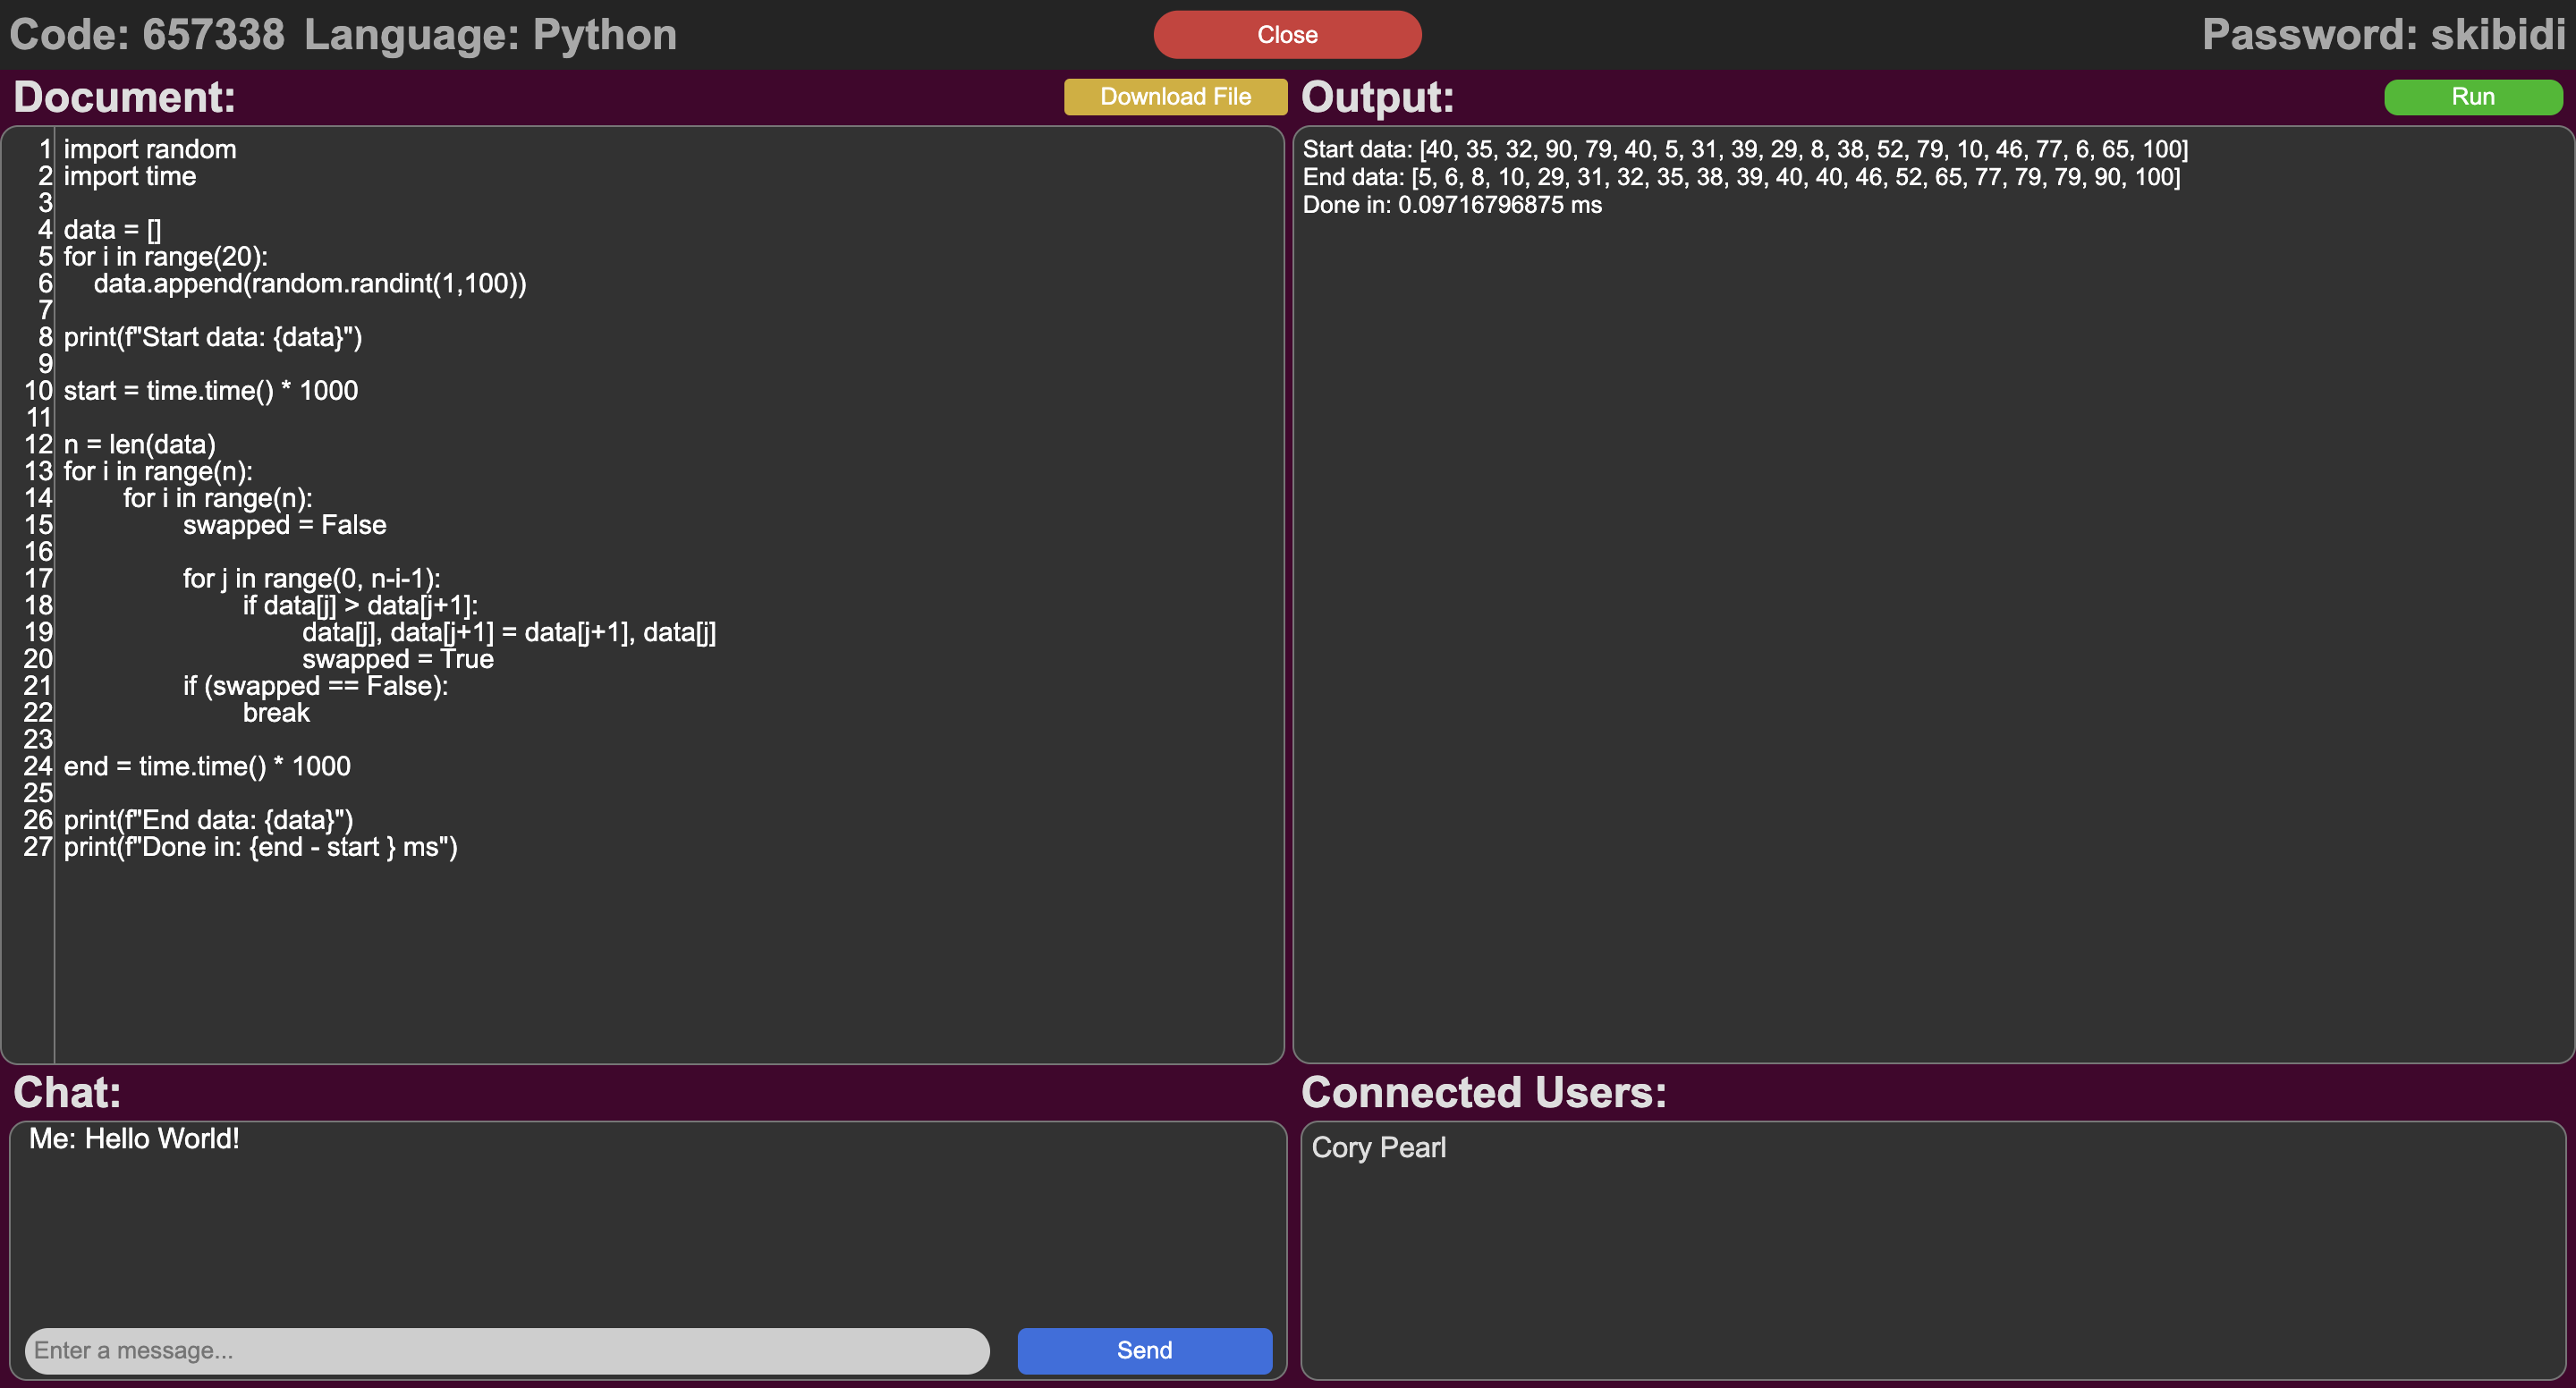 Code: 657338 Language: Python
Close
Password: skibidi
Document:
Download File
1 import random
2 import time
3
4 data = []
5 for i in range(20):
6     data.append(random.randint(1,100))
7
8 print(f"Start data: {data}")
9
10 start = time.time() * 1000
11
12 n = len(data)
13 for i in range(n):
14         for i in range(n):
15                 swapped = False
16
17                 for j in range(0, n-i-1):
18                         if data[j] > data[j+1]:
19                                 data[j], data[j+1] = data[j+1], data[j]
20                                 swapped = True
21                 if (swapped == False):
22                         break
23
24 end = time.time() * 1000
25
26 print(f"End data: {data}")
27 print(f"Done in: {end - start } ms")
Output:
Run
Start data: [40, 35, 32, 90, 79, 40, 5, 31, 39, 29, 8, 38, 52, 79, 10, 46, 77, 6, 65, 100]
End data: [5, 6, 8, 10, 29, 31, 32, 35, 38, 39, 40, 40, 46, 52, 65, 77, 79, 79, 90, 100]
Done in: 0.09716796875 ms
Chat:
Me: Hello World!
Enter a message...
Send
Connected Users:
Cory Pearl